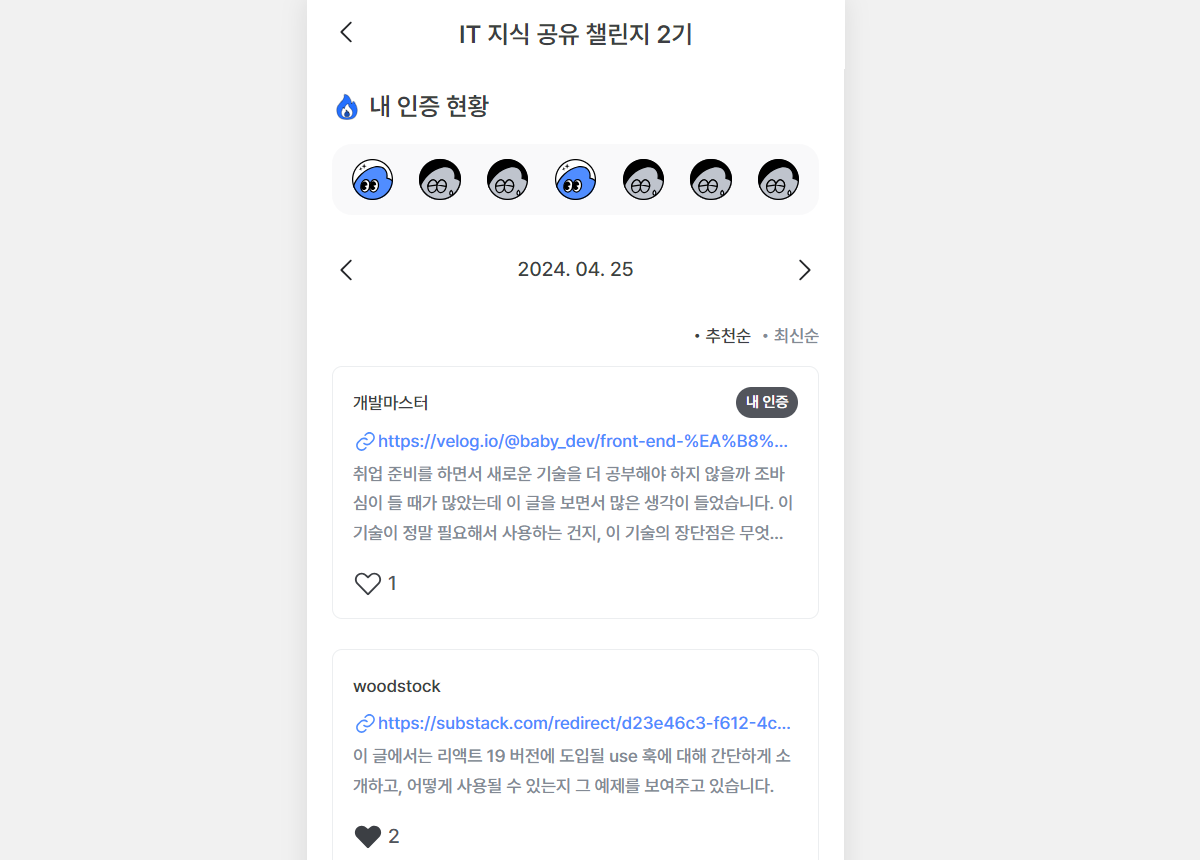 IT 지식 공유 챌린지 2기
내 인증 현황
2024. 04. 25
• 추천순 • 최신순
개발마스터
내 인증
https://velog.io/@baby_dev/front-end-%EA%B8%...
취업 준비를 하면서 새로운 기술을 더 공부해야 하지 않을까 조바
심이 들 때가 많았는데 이 글을 보면서 많은 생각이 들었습니다. 이
기술이 정말 필요해서 사용하는 건지, 이 기술의 장단점은 무엇...
1
woodstock
https://substack.com/redirect/d23e46c3-f612-4c...
이 글에서는 리액트 19 버전에 도입될 use 훅에 대해 간단하게 소
개하고, 어떻게 사용될 수 있는지 그 예제를 보여주고 있습니다.
2